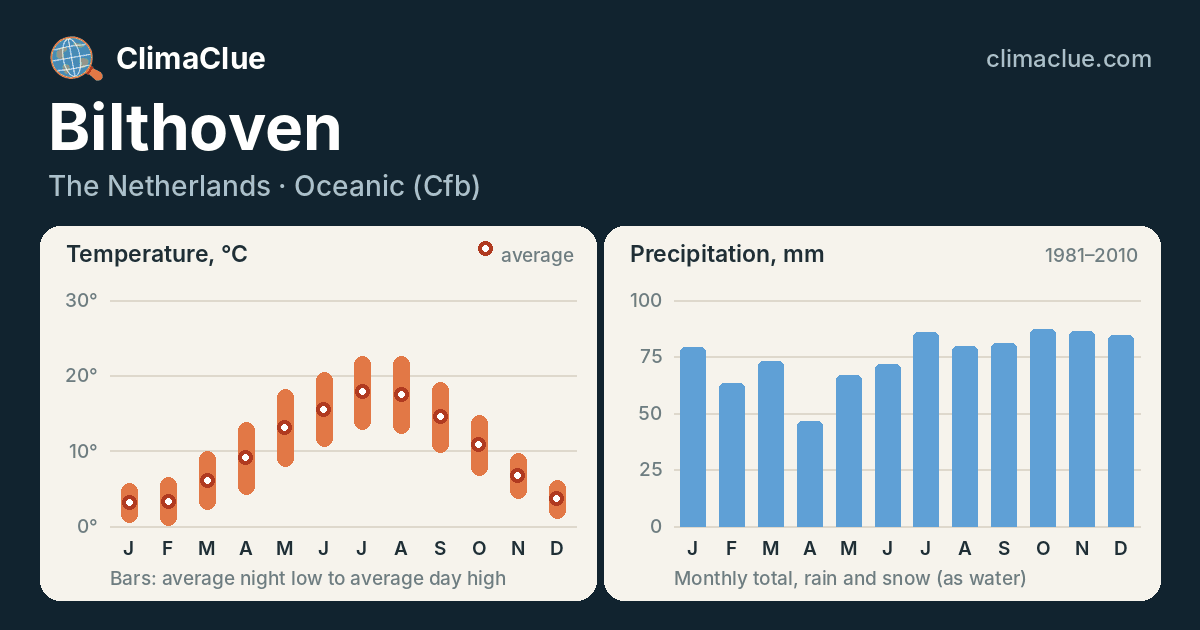 ClimaClue
climaclue.com
Bilthoven
The Netherlands · Oceanic (Cfb)
Temperature, °C
average
30°
20°
10°
0°
J F M A M J J A S O N D
Bars: average night low to average day high
Precipitation, mm
1981–2010
100
75
50
25
0
J F M A M J J A S O N D
Monthly total, rain and snow (as water)